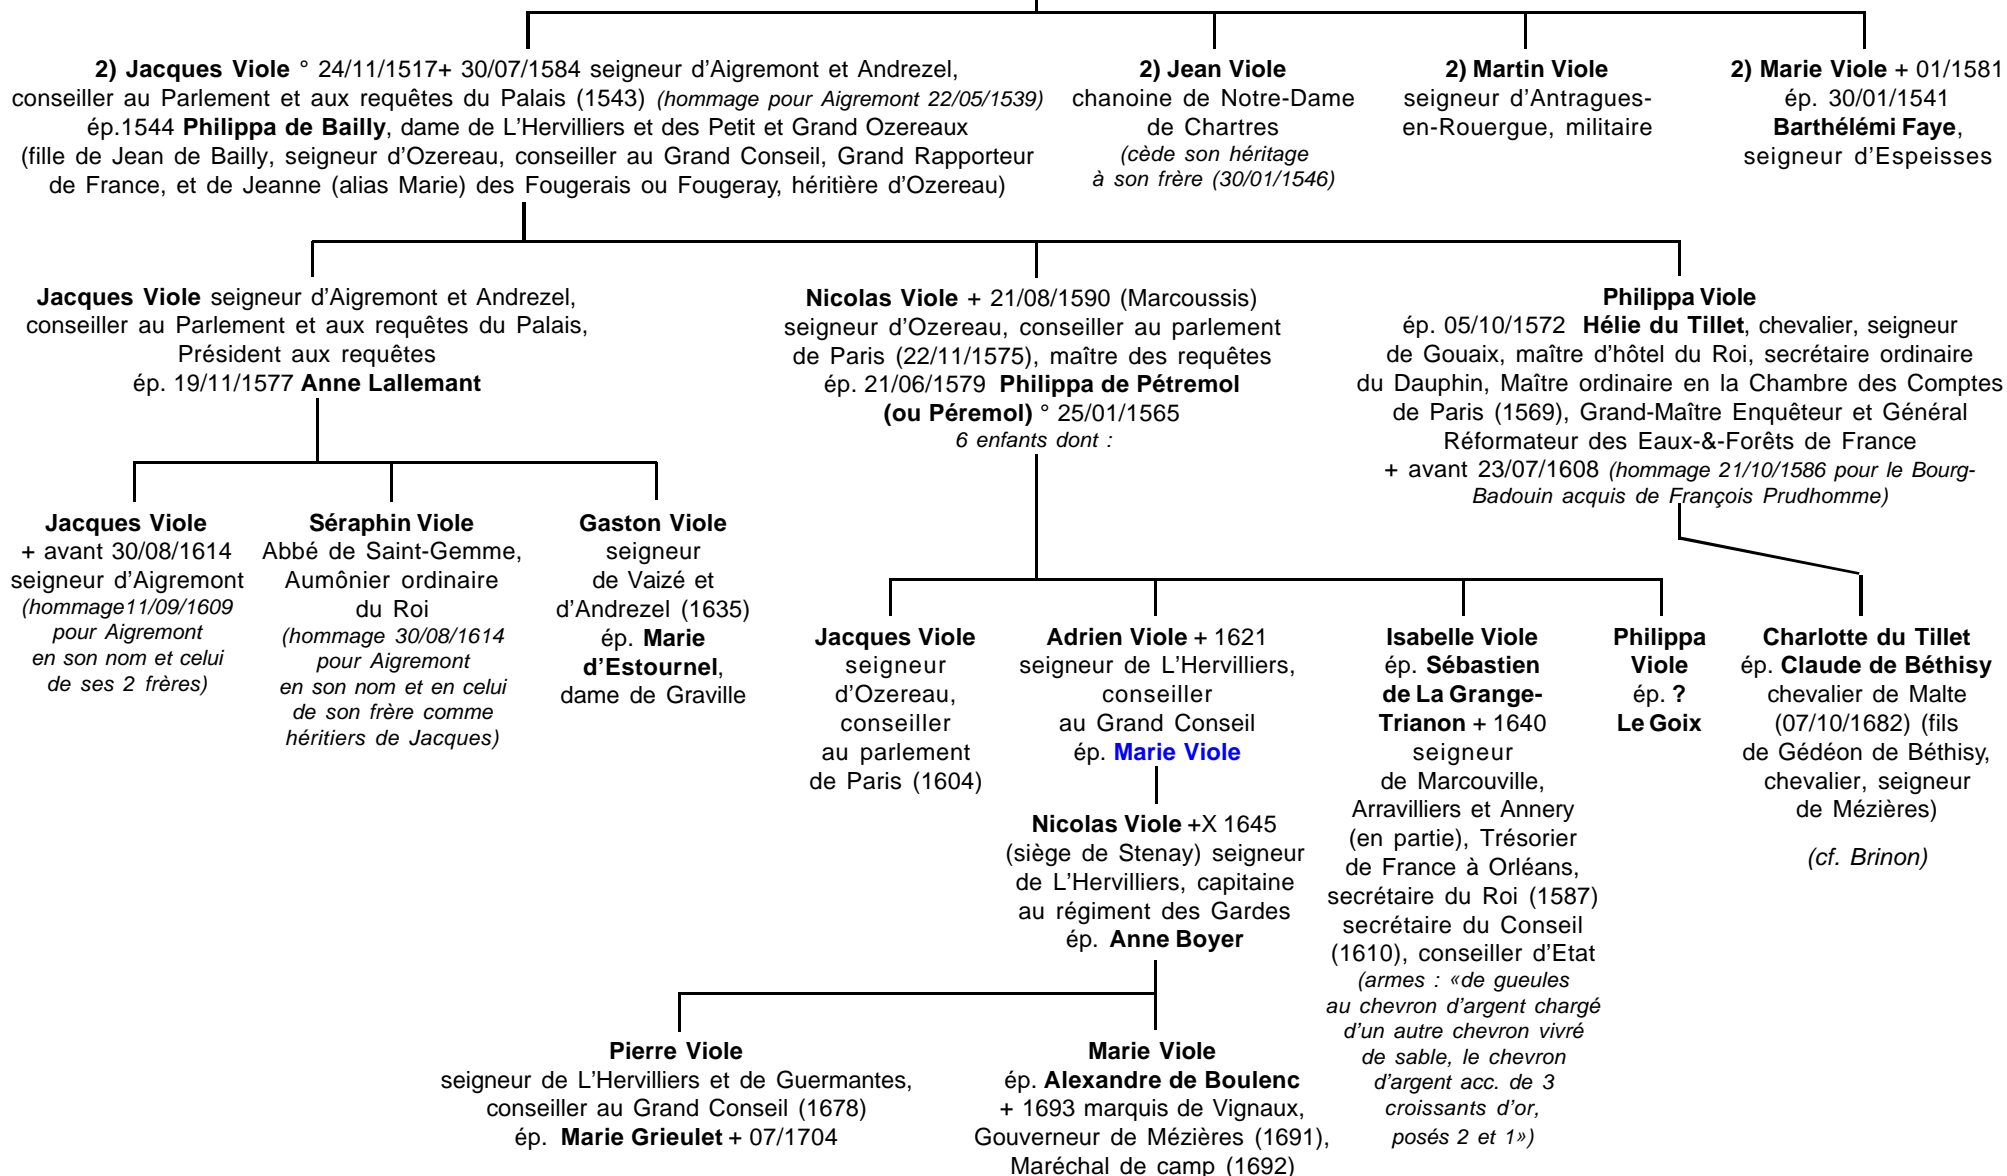 2) Jacques Viole ° 24/11/1517+ 30/07/1584 seigneur d'Aigremont et Andrezel,
conseiller au Parlement et aux requêtes du Palais (1543) (hommage pour Aigremont 22/05/1539)
ép.1544 Philippa de Bailly, dame de L'Hervilliers et des Petit et Grand Ozereaux
(fille de Jean de Bailly, seigneur d'Ozereau, conseiller au Grand Conseil, Grand Rapporteur
de France, et de Jeanne (alias Marie) des Fougerais ou Fougeray, héritière d'Ozereau)
2) Jean Viole
chanoine de Notre-Dame
de Chartres
(cède son héritage
à son frère (30/01/1546)
2) Martin Viole
seigneur d'Antragues-
en-Rouergue, militaire
2) Marie Viole + 01/1581
ép. 30/01/1541
Barthélémi Faye,
seigneur d'Espeisses
Jacques Viole seigneur d'Aigremont et Andrezel,
conseiller au Parlement et aux requêtes du Palais,
Président aux requêtes
ép. 19/11/1577 Anne Lallemant
Nicolas Viole + 21/08/1590 (Marcoussis)
seigneur d'Ozereau, conseiller au parlement
de Paris (22/11/1575), maître des requêtes
ép. 21/06/1579 Philippa de Pétremol
(ou Péremol) ° 25/01/1565
6 enfants dont :
Philippa Viole
ép. 05/10/1572 Hélie du Tillet, chevalier, seigneur
de Gouaix, maître d'hôtel du Roi, secrétaire ordinaire
du Dauphin, Maître ordinaire en la Chambre des Comptes
de Paris (1569), Grand-Maître Enquêteur et Général
Réformateur des Eaux-&-Forêts de France
+ avant 23/07/1608 (hommage 21/10/1586 pour le Bourg-
Badouin acquis de François Prudhomme)
Jacques Viole
+ avant 30/08/1614
seigneur d'Aigremont
(hommage11/09/1609
pour Aigremont
en son nom et celui
de ses 2 frères)
Séraphin Viole
Abbé de Saint-Gemme,
Aumônier ordinaire
du Roi
(hommage 30/08/1614
pour Aigremont
en son nom et en celui
de son frère comme
héritiers de Jacques)
Gaston Viole
seigneur
de Vaizé et
d'Andrezel (1635)
ép. Marie
d'Estournel,
dame de Graville
Jacques Viole
seigneur
d'Ozereau,
conseiller
au parlement
de Paris (1604)
Adrien Viole + 1621
seigneur de L'Hervilliers,
conseiller
au Grand Conseil
ép. Marie Viole
Isabelle Viole
ép. Sébastien
de La Grange-
Trianon + 1640
seigneur
de Marcouville,
Arravilliers et Annery
(en partie), Trésorier
de France à Orléans,
secrétaire du Roi (1587)
secrétaire du Conseil
(1610), conseiller d'Etat
(armes : «de gueules
au chevron d'argent chargé
d'un autre chevron vivré
de sable, le chevron
d'argent acc. de 3
croissants d'or,
posés 2 et 1»)
Philippa
Viole
ép. ?
Le Goix
Charlotte du Tillet
ép. Claude de Béthisy
chevalier de Malte
(07/10/1682) (fils
de Gédéon de Béthisy,
chevalier, seigneur
de Mézières)
(cf. Brinon)
Nicolas Viole +X 1645
(siège de Stenay) seigneur
de L'Hervilliers, capitaine
au régiment des Gardes
ép. Anne Boyer
Pierre Viole
seigneur de L'Hervilliers et de Guermantes,
conseiller au Grand Conseil (1678)
ép. Marie Grieulet + 07/1704
Marie Viole
ép. Alexandre de Boulenc
+ 1693 marquis de Vignaux,
Gouverneur de Mézières (1691),
Maréchal de camp (1692)